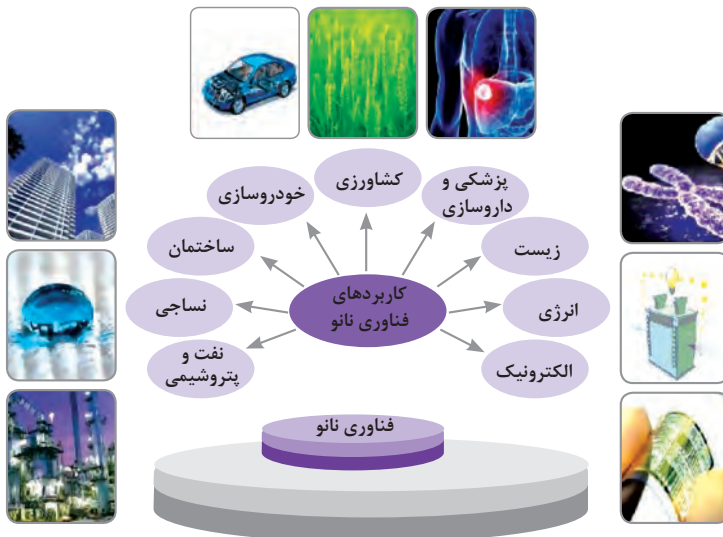 کشاورزی
پزشکی و
داروسازی
خودروسازی
زیست
ساختمان
انرژی
کاربردهای
فناوری نانو
نساجی
الکترونیک
نفت و
پتروشیمی
فناوری نانو